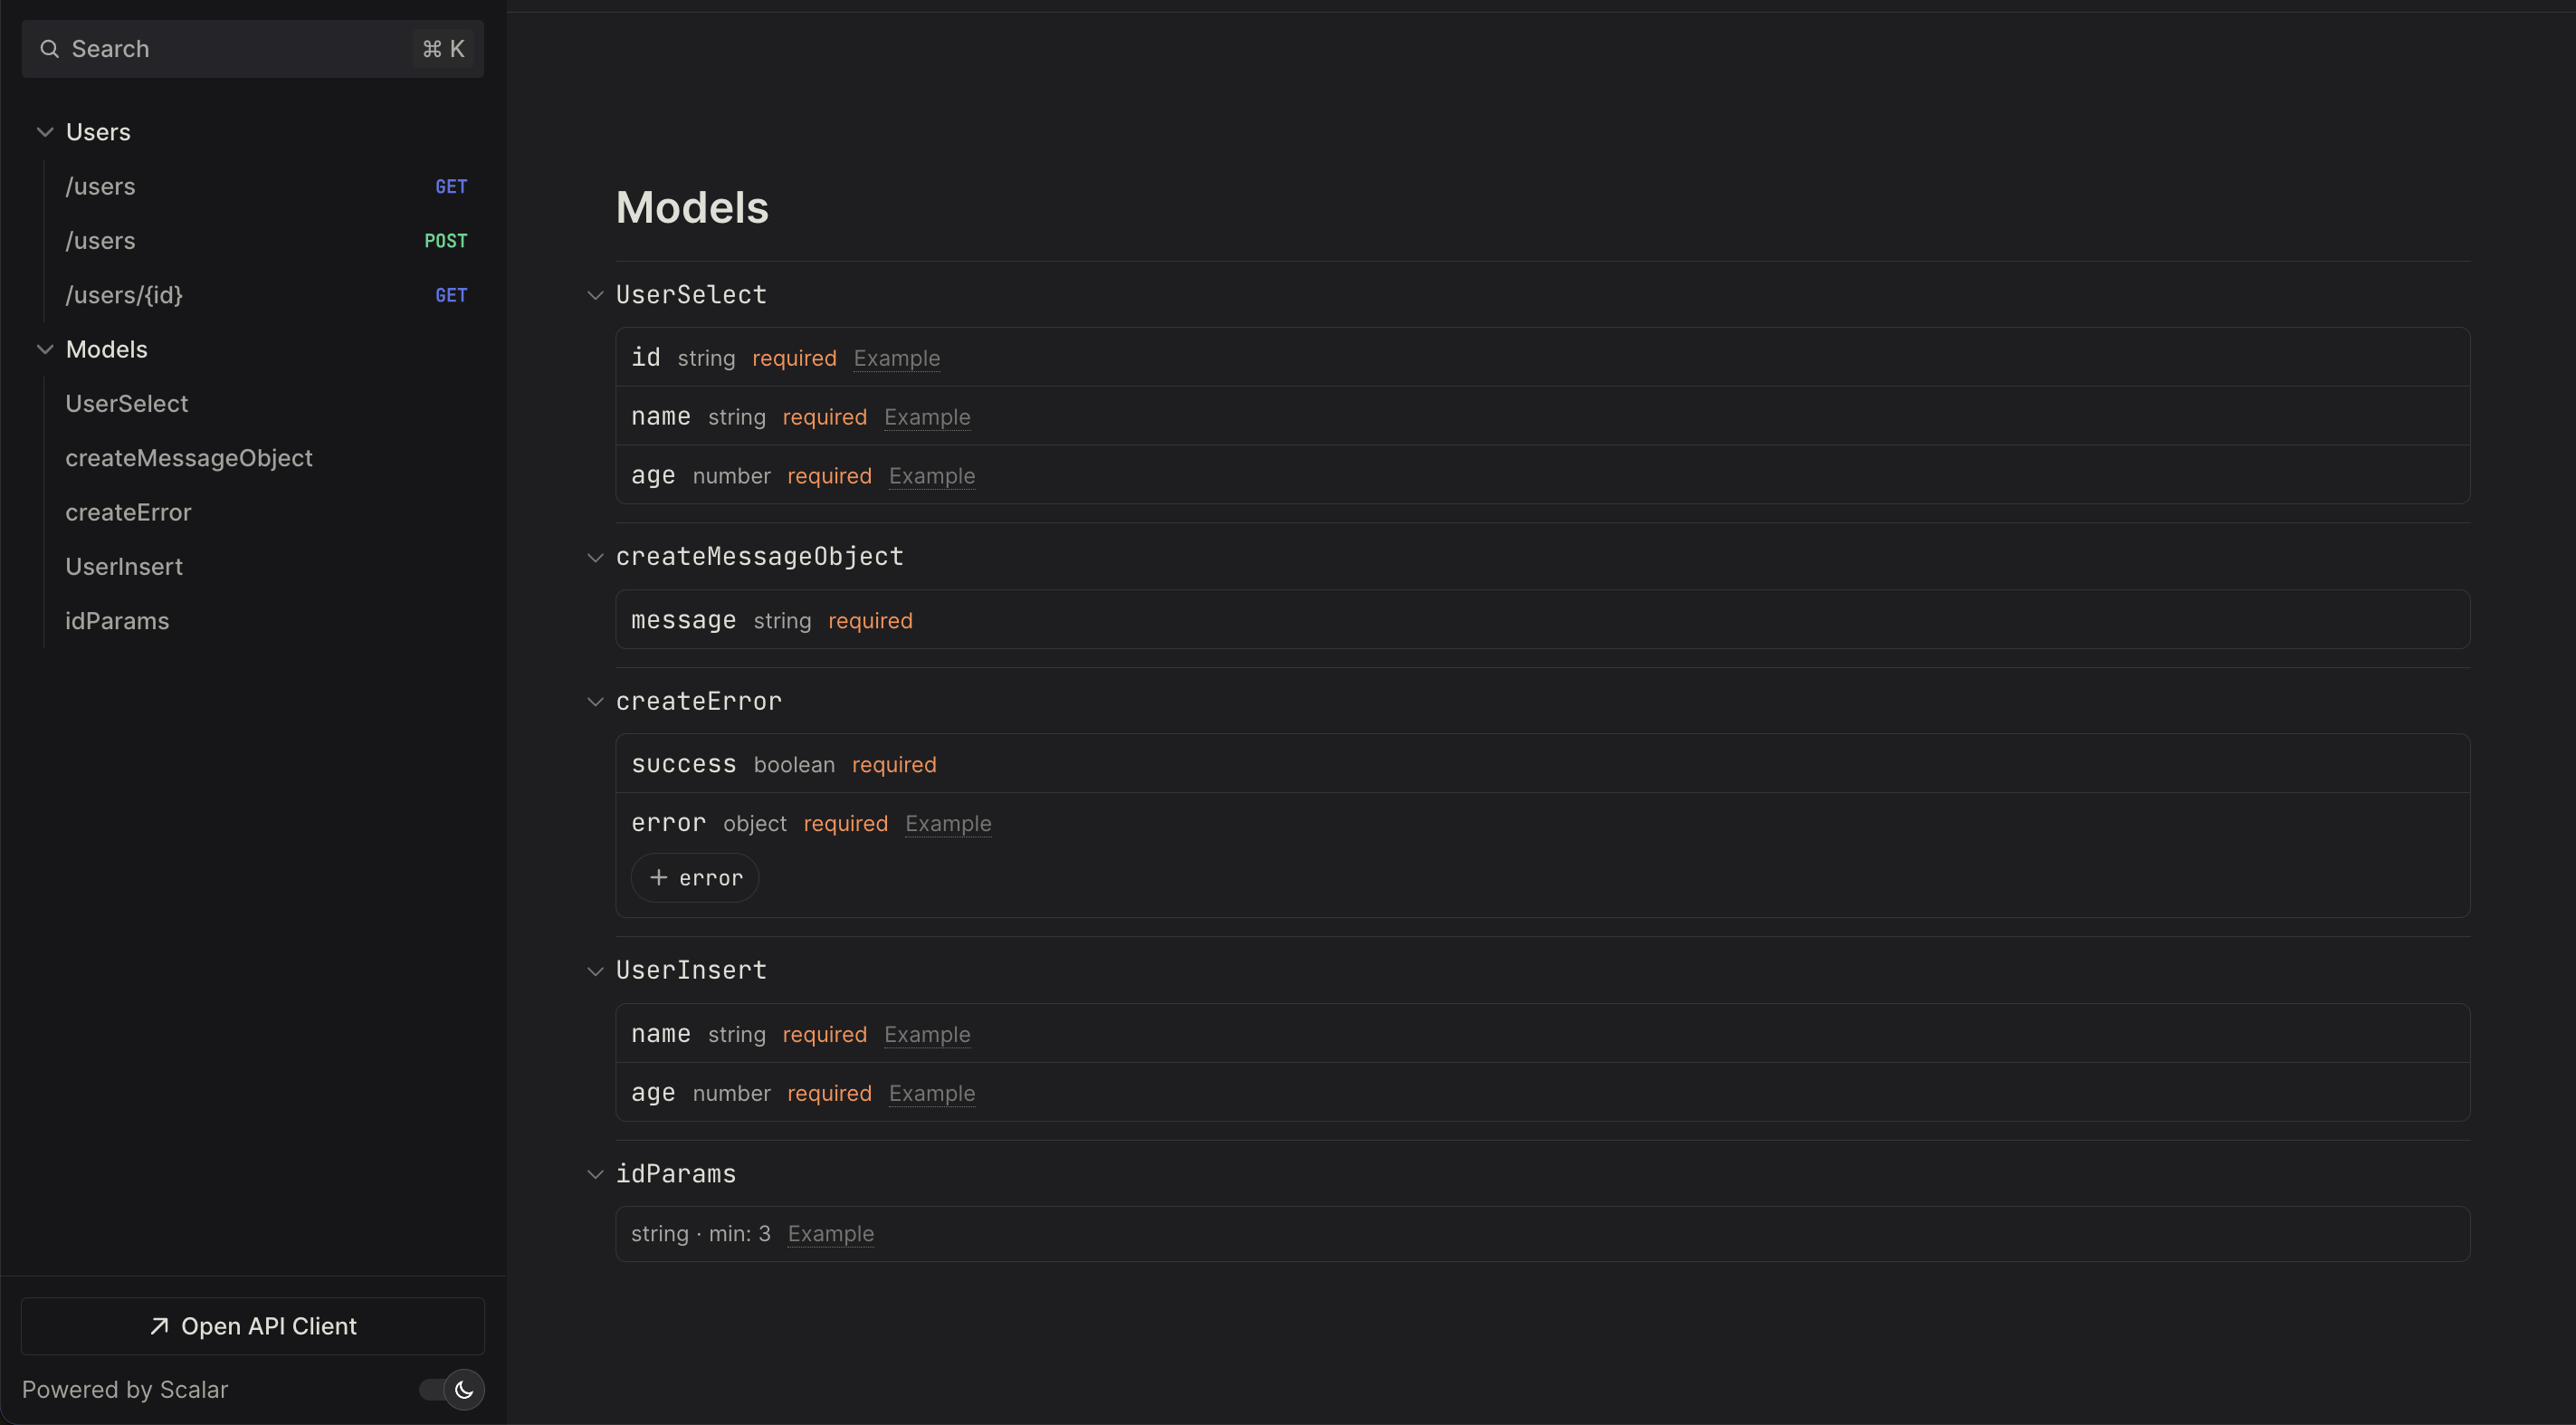 Search ⌘ K
Users
/users GET
/users POST
/users/{id} GET
Models
UserSelect
createMessageObject
createError
UserInsert
idParams
Open API Client
Powered by Scalar
Models
UserSelect
id string required Example
name string required Example
age number required Example
createMessageObject
message string required
createError
success boolean required
error object required Example
+ error
UserInsert
name string required Example
age number required Example
idParams
string · min: 3 Example